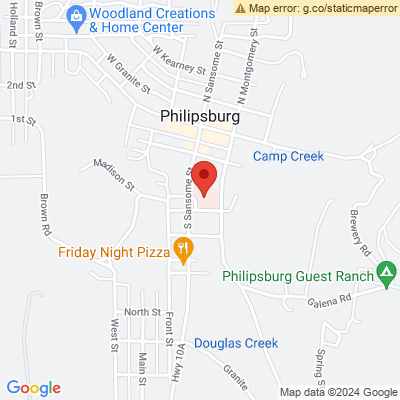 Woodland Creations
& Home Center
Error: g.co/staticmaperror
Holland St
Brown St
W Kearney St
N Sansome St
N Montgomery St
2nd St
W Granite St
1st St
Philipsburg
Camp Creek
Madison St
S Sansome St
Brown Rd
Brewery Rd
Friday Night Pizza
Philipsburg Guest Ranch
Galena Rd
North St
Front St
West St
Main St
Hwy 10A
Douglas Creek
Granite
Spring S
Google
Map data ©2024 Google